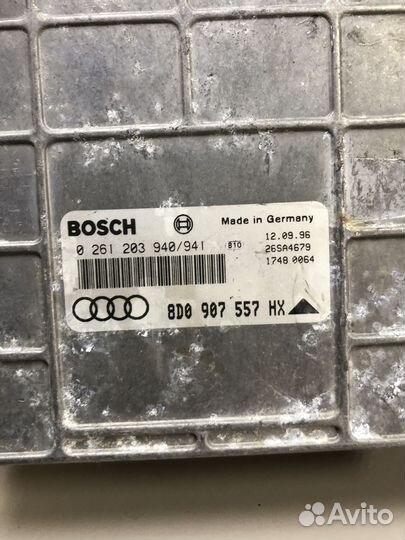 BOSCH
Made in Germany
0 261 203 940/941
810
12.09.96
26SA4679
1748 0064
8D0 907 557 HX
Avito